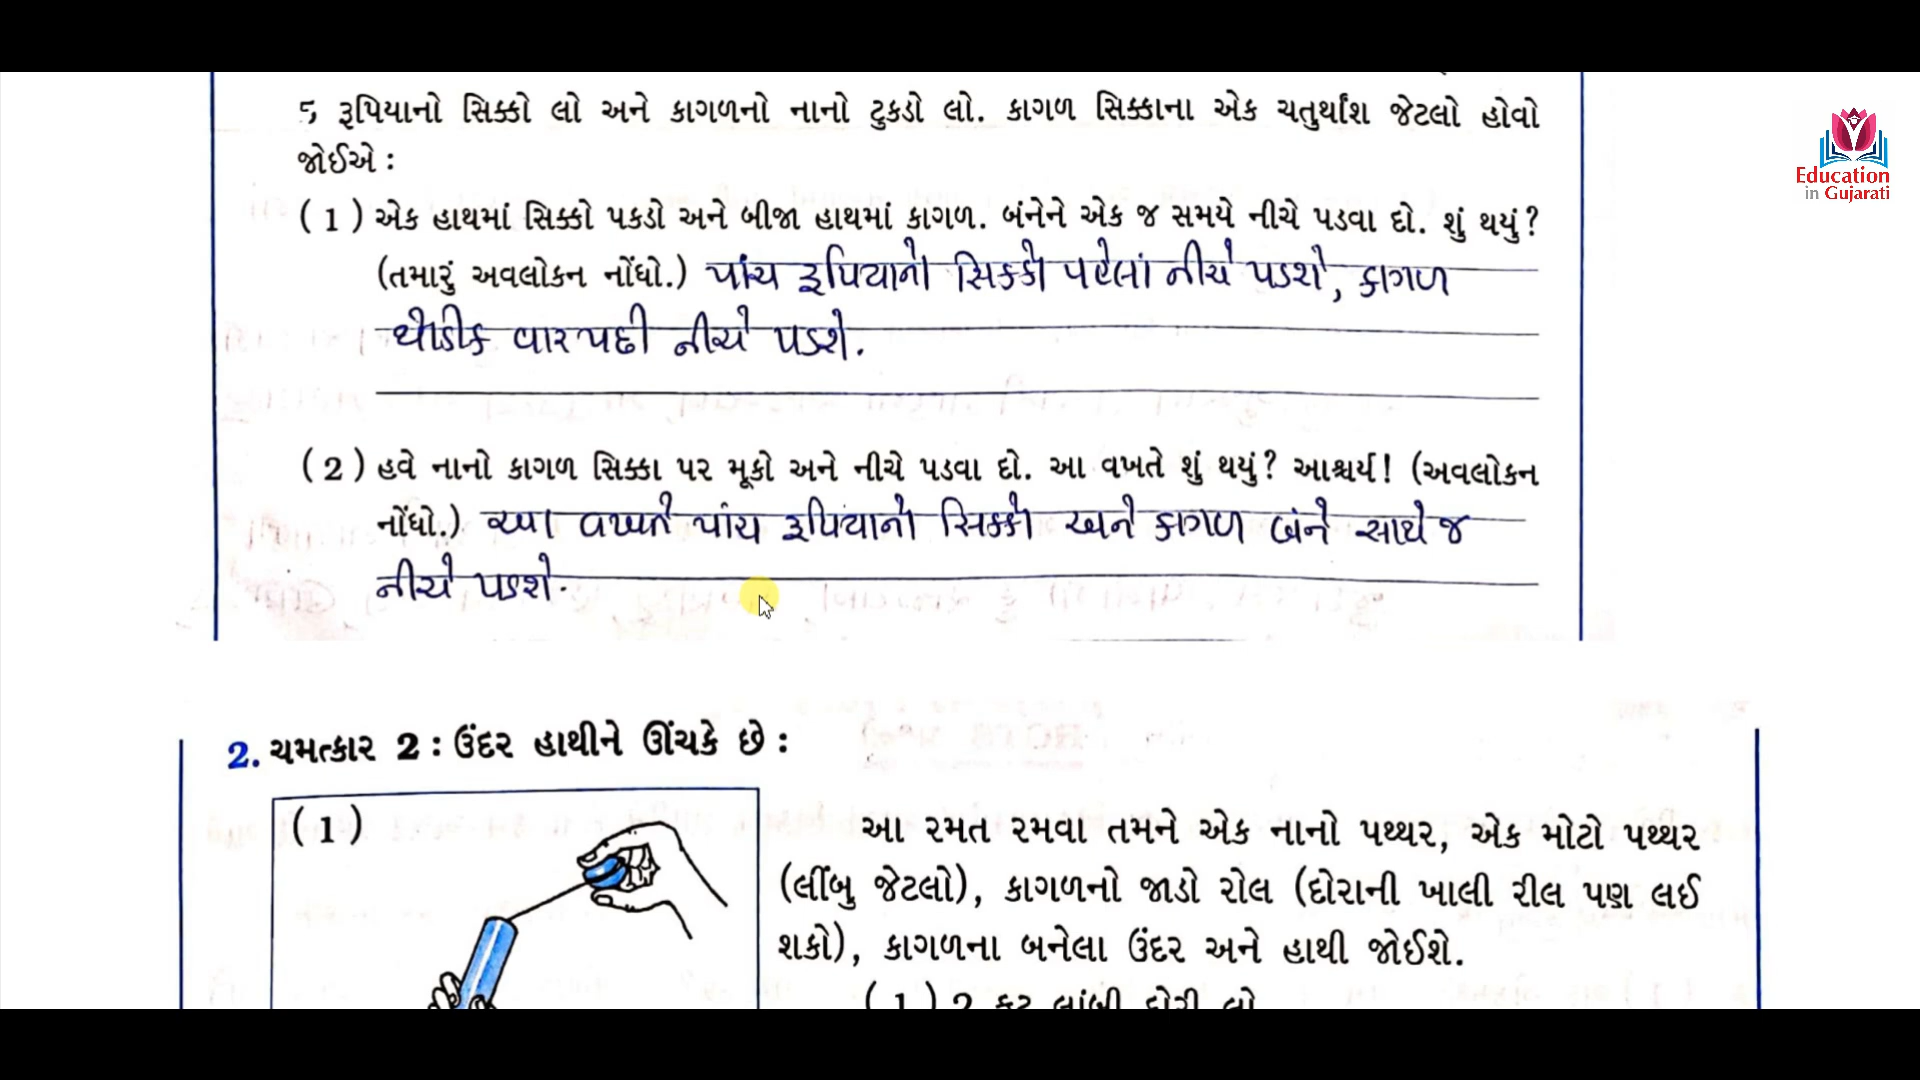 5 રૂપિયાનો સિક્કો લો અને કાગળનો નાનો ટુકડો લો. કાગળ સિક્કાના એક ચતુર્થાંશ જેટલો હોવો
જોઈએ :
(1) એક હાથમાં સિક્કો પકડો અને બીજા હાથમાં કાગળ. બંનેને એક જ સમયે નીચે પડવા દો. શું થયું?
(તમારું અવલોકન નોંધો.) પાંચ રૂપિયાનો સિક્કો પહેલાં નીચે પડશે, કાગળ
થોડીક વાર પછી નીચે પડશે.
(2) હવે નાનો કાગળ સિક્કા પર મૂકો અને નીચે પડવા દો. આ વખતે શું થયું? આશ્ચર્ય! (અવલોકન
નોંધો.) આ વખતે પાંચ રૂપિયાનો સિક્કો અને કાગળ બંને સાથે જ
નીચે પડશે.
2. ચમત્કાર 2 : ઉંદર હાથીને ઊંચકે છે :
(1)
આ રમત રમવા તમને એક નાનો પથ્થર, એક મોટો પથ્થર
(લીંબુ જેટલો), કાગળનો જાડો રોલ (દોરાની ખાલી રીલ પણ લઈ
શકો), કાગળના બનેલા ઉંદર અને હાથી જોઈશે.
(1) 2 ફૂટ લાંબી દોરી લો
Education
in Gujarati